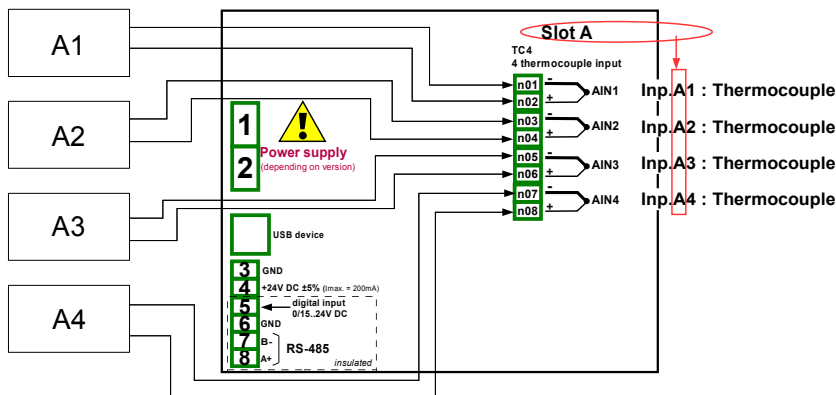 A1
A2
A3
A4
Slot A
TC4
4 thermocouple input
n01 - AIN1 Inp.A1 : Thermocouple
n02 +
n03 - AIN2 Inp.A2 : Thermocouple
n04 +
n05 - AIN3 Inp.A3 : Thermocouple
n06 +
n07 - AIN4 Inp.A4 : Thermocouple
n08 +
1
2
!
Power supply
(depending on version)
USB device
3 GND
4 +24V DC ±5% (Imax. = 200mA)
5 digital input
0/15..24V DC
6 GND
7 B-
8 A+
RS-485
insulated